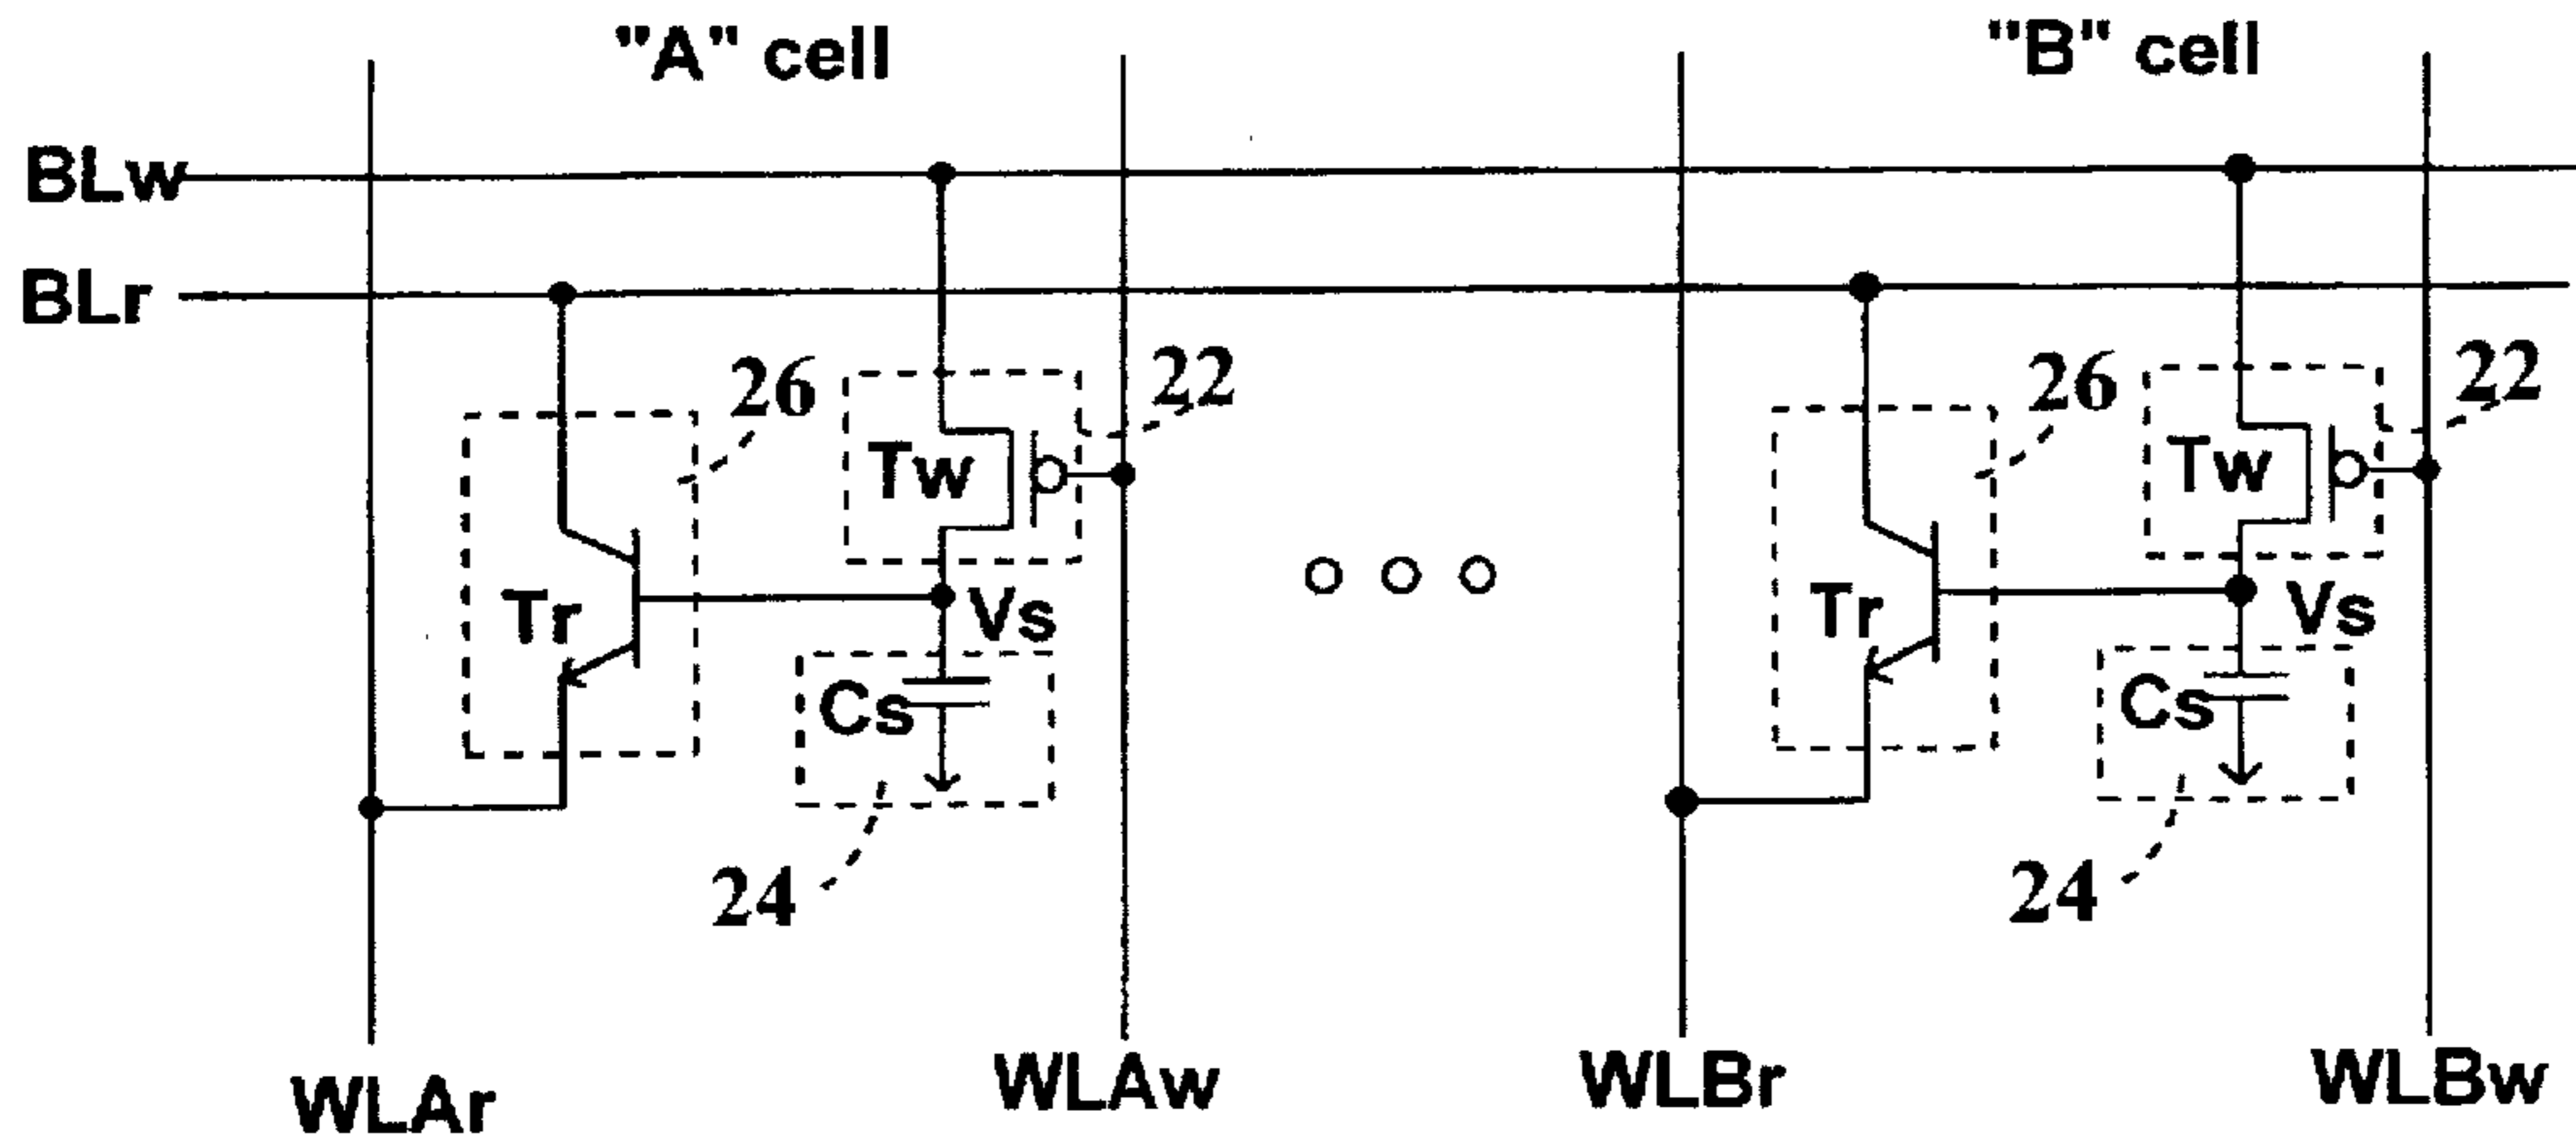 "A" cell
"B" cell
BLw
BLr
26
22
26
22
Tw
Tw
Tr
Vs
Tr
Vs
Cs
Cs
24
24
WLAr
WLAw
WLBr
WLBw